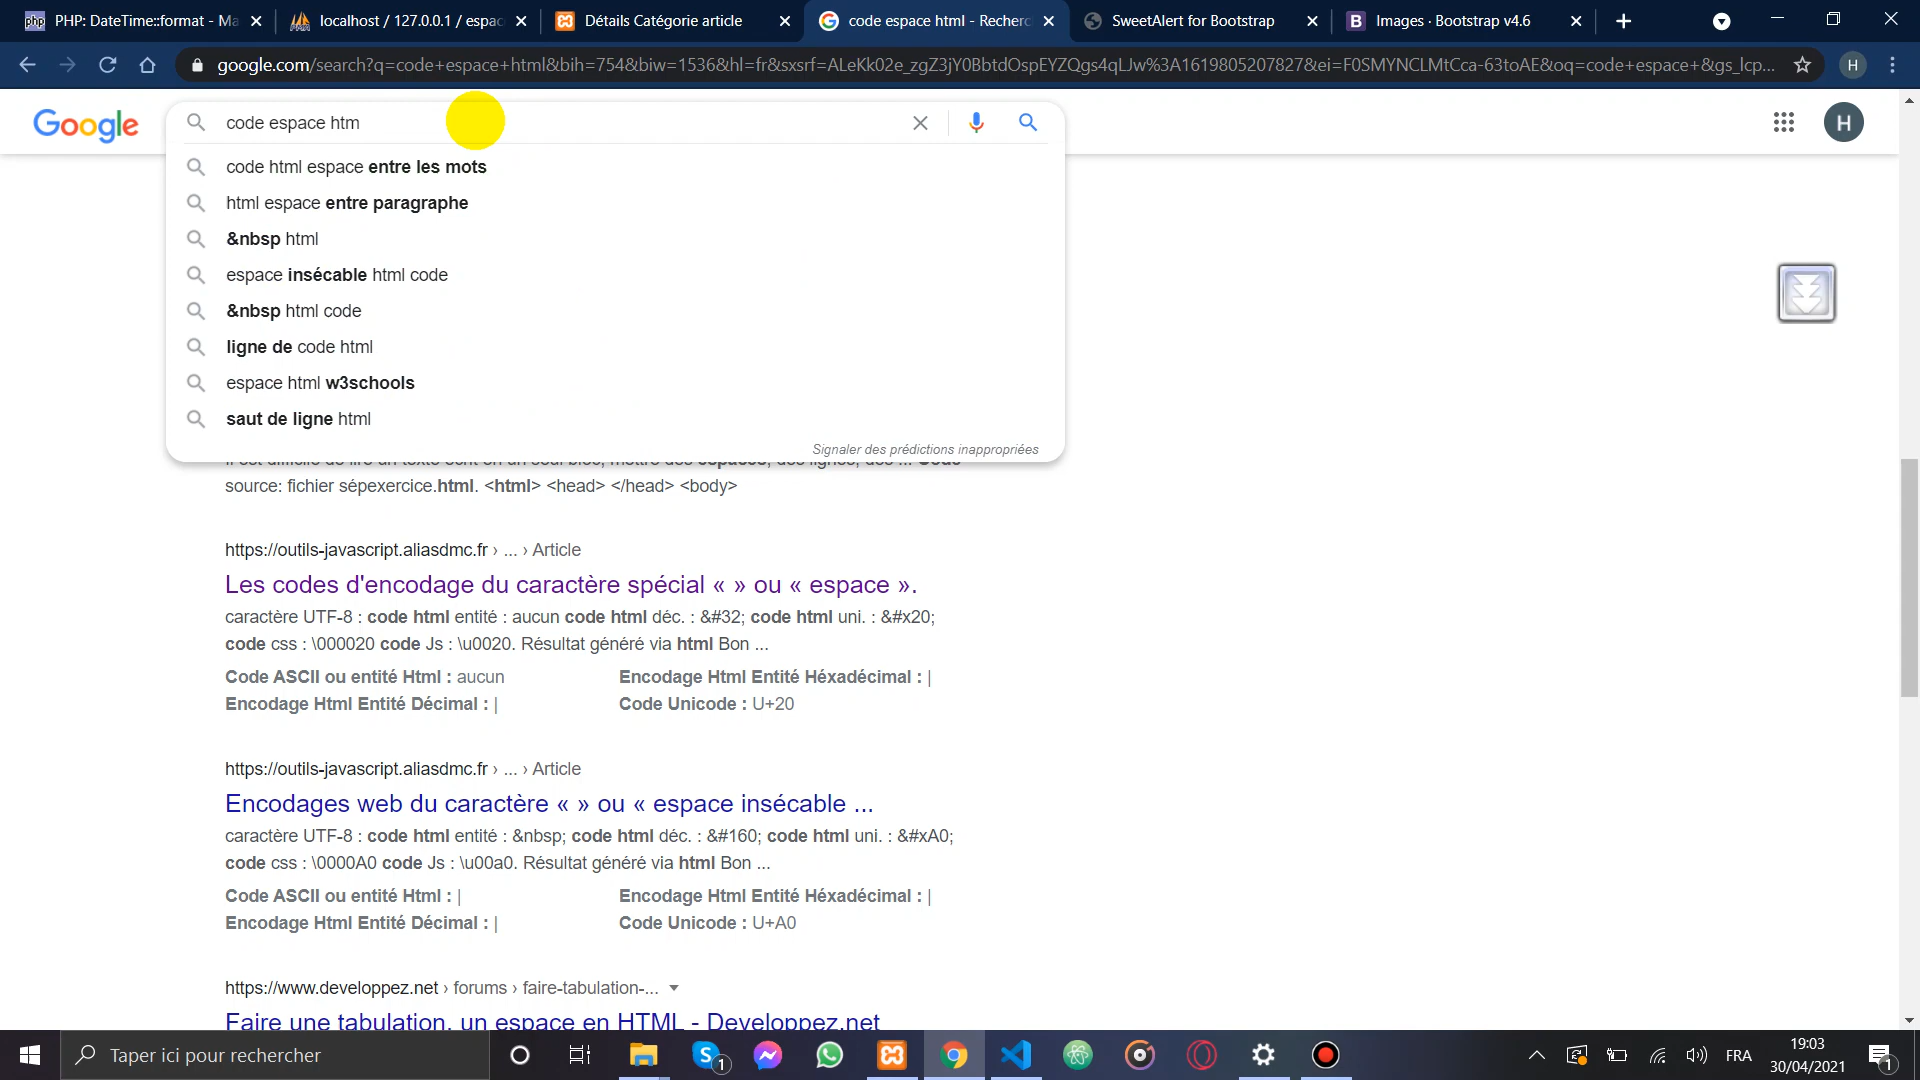 PHP: DateTime::format - Ma
localhost / 127.0.0.1 / espac
Détails Catégorie article
code espace html - Recherc
SweetAlert for Bootstrap
Images · Bootstrap v4.6
google.com/search?q=code+espace+html&bih=754&biw=1536&hl=fr&sxsrf=ALeKk02e_zgZ3jY0BbtdOspEYZQgs4qLJw%3A1619805207827&ei=F0SMYNCLMtCca-63toAE&oq=code+espace+&gs_lcp...
H
Google
code espace htm
H
code html espace entre les mots
html espace entre paragraphe
&nbsp html
espace insécable html code
&nbsp html code
ligne de code html
espace html w3schools
saut de ligne html
Signaler des prédictions inappropriées
source: fichier sépexercice.html. <html> <head> </head> <body>
https://outils-javascript.aliasdmc.fr › ... › Article
Les codes d'encodage du caractère spécial « » ou « espace ».
caractère UTF-8 : code html entité : aucun code html déc. : &#32; code html uni. : &#x20;
code css : \000020 code Js : \u0020. Résultat généré via html Bon ...
Code ASCII ou entité Html : aucun
Encodage Html Entité Héxadécimal : |
Encodage Html Entité Décimal : |
Code Unicode : U+20
https://outils-javascript.aliasdmc.fr › ... › Article
Encodages web du caractère « » ou « espace insécable ...
caractère UTF-8 : code html entité : &nbsp; code html déc. : &#160; code html uni. : &#xA0;
code css : \0000A0 code Js : \u00a0. Résultat généré via html Bon ...
Code ASCII ou entité Html : |
Encodage Html Entité Héxadécimal : |
Encodage Html Entité Décimal : |
Code Unicode : U+A0
https://www.developpez.net › forums › faire-tabulation-...
Faire une tabulation, un espace en HTML - Developpez.net
Taper ici pour rechercher
1
FRA
19:03
30/04/2021
1